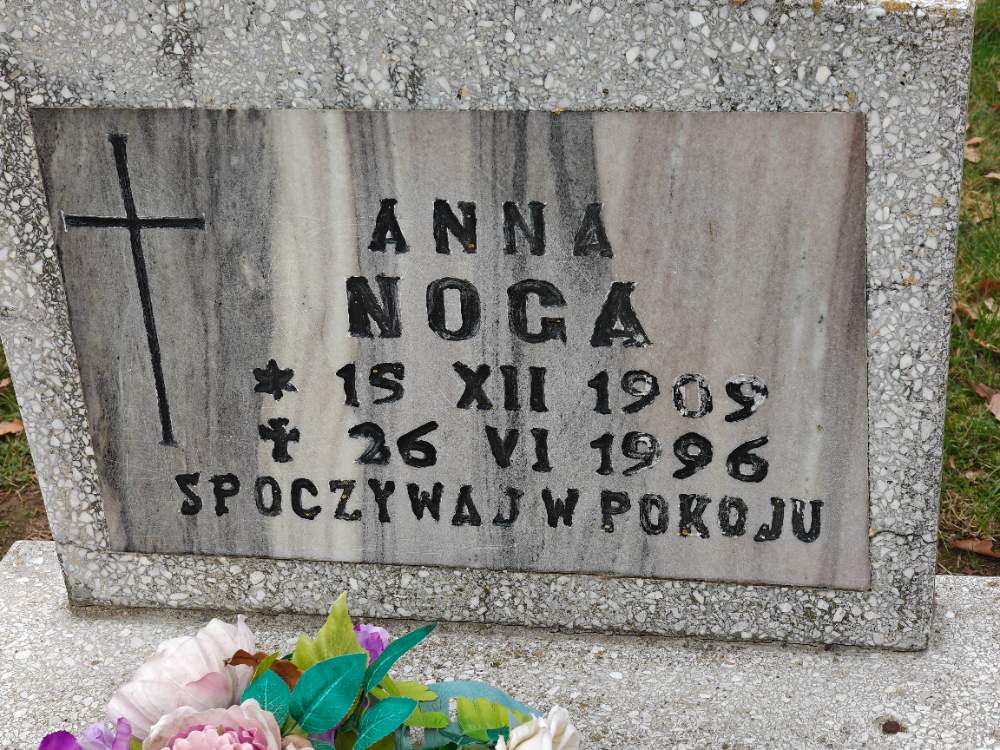 ANNA
NOGA
* 15 XII 1909
✝ 26 VI 1996
SPOCZYWAJ W POKOJU